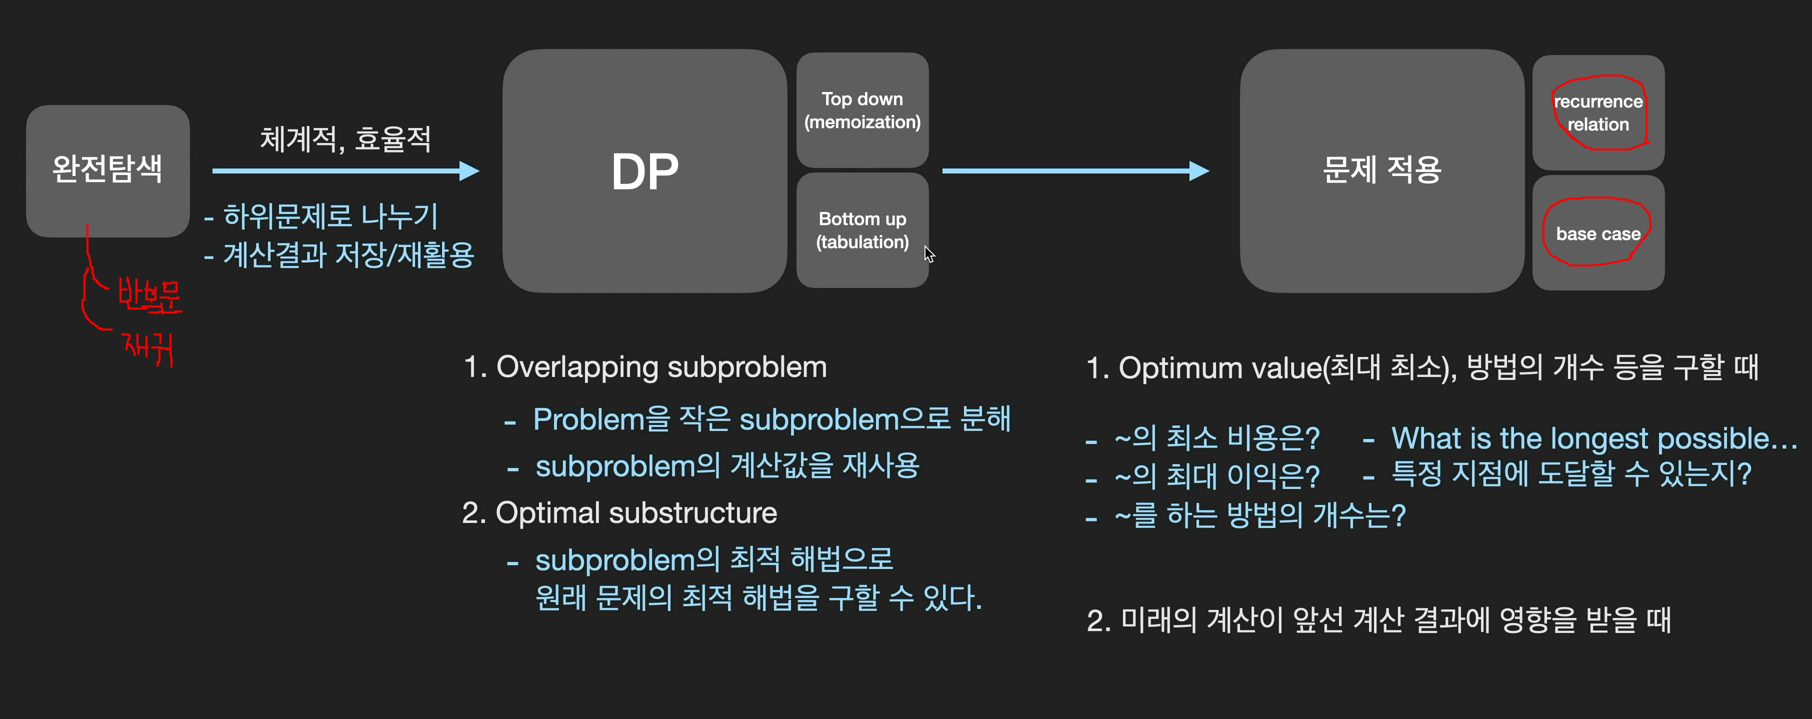 완전탐색
반복문
재귀
체계적, 효율적
- 하위문제로 나누기
- 계산결과 저장/재활용
DP
Top down
(memoization)
Bottom up
(tabulation)
문제 적용
recurrence
relation
base case
1. Overlapping subproblem
- Problem을 작은 subproblem으로 분해
- subproblem의 계산값을 재사용
2. Optimal substructure
- subproblem의 최적 해법으로
원래 문제의 최적 해법을 구할 수 있다.
1. Optimum value(최대 최소), 방법의 개수 등을 구할 때
- ~의 최소 비용은?
- ~의 최대 이익은?
- ~를 하는 방법의 개수는?
- What is the longest possible...
- 특정 지점에 도달할 수 있는지?
2. 미래의 계산이 앞선 계산 결과에 영향을 받을 때